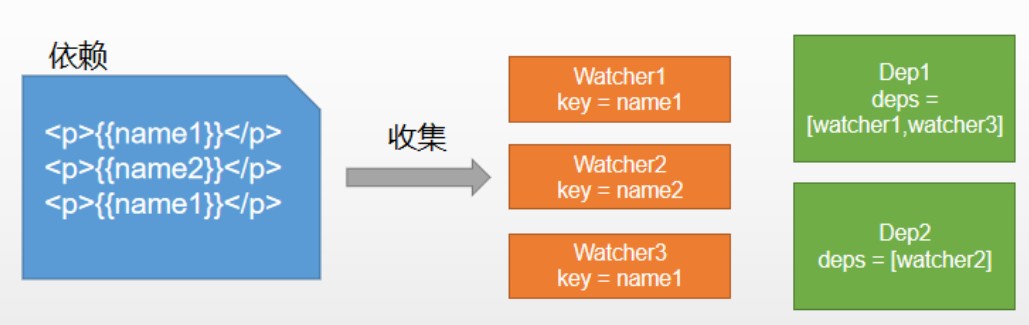 依赖
<p>{{name1}}</p>
<p>{{name2}}</p>
<p>{{name1}}</p>
收集
Watcher1
key = name1
Watcher2
key = name2
Watcher3
key = name1
Dep1
deps =
[watcher1,watcher3]
Dep2
deps = [watcher2]